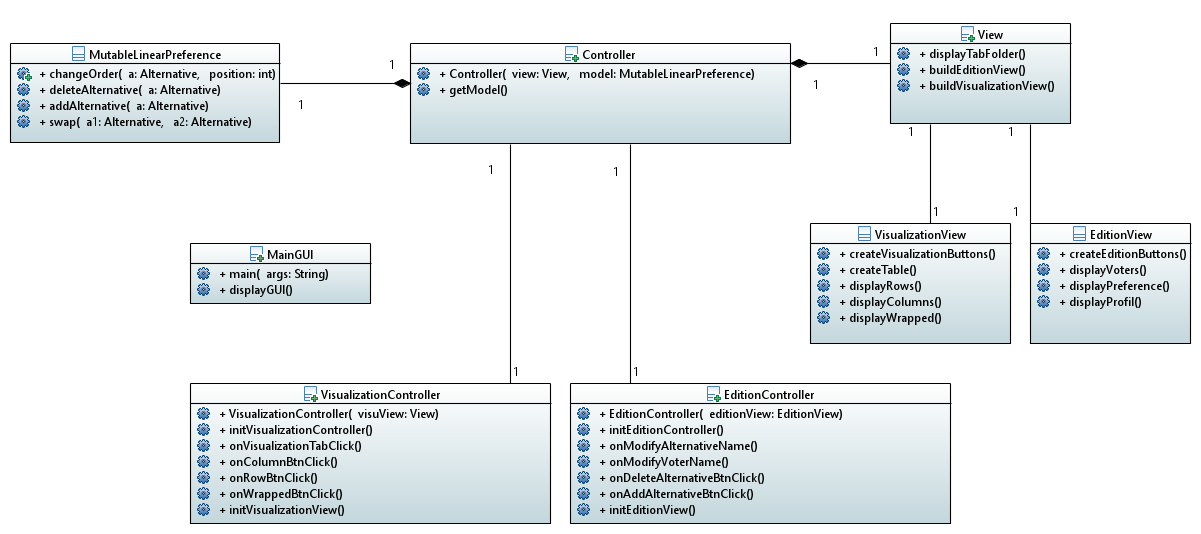 MutableLinearPreference
+ changeOrder( a: Alternative, position: int)
+ deleteAlternative( a: Alternative)
+ addAlternative( a: Alternative)
+ swap( a1: Alternative, a2: Alternative)
1
1
Controller
+ Controller( view: View, model: MutableLinearPreference)
+ getModel()
1
1
View
+ displayTabFolder()
+ buildEditionView()
+ buildVisualizationView()
1
1
1
1
1
1
VisualizationView
+ createVisualizationButtons()
+ createTable()
+ displayRows()
+ displayColumns()
+ displayWrapped()
EditionView
+ createEditionButtons()
+ displayVoters()
+ displayPreference()
+ displayProfil()
MainGUI
+ main( args: String)
+ displayGUI()
1
1
VisualizationController
+ VisualizationController( visuView: View)
+ initVisualizationController()
+ onVisualizationTabClick()
+ onColumnBtnClick()
+ onRowBtnClick()
+ onWrappedBtnClick()
+ initVisualizationView()
EditionController
+ EditionController( editionView: EditionView)
+ initEditionController()
+ onModifyAlternativeName()
+ onModifyVoterName()
+ onDeleteAlternativeBtnClick()
+ onAddAlternativeBtnClick()
+ initEditionView()